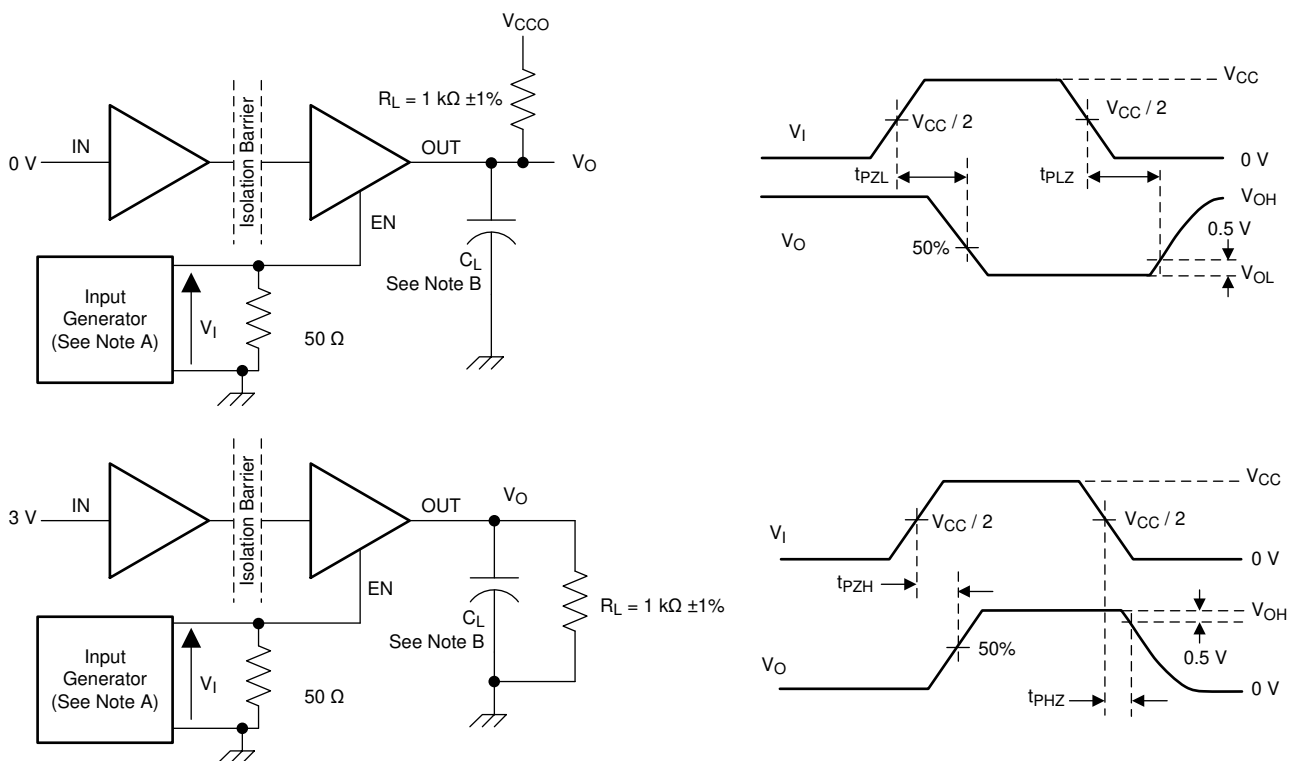 VCCO
RL = 1 kΩ ±1%
0 V
IN
Isolation Barrier
OUT
VO
EN
CL
See Note B
Input
Generator
(See Note A)
VI
50 Ω
VI
VCC
VCC / 2
VCC / 2
0 V
tPZL
tPLZ
VO
VOH
0.5 V
50%
VOL
3 V
IN
Isolation Barrier
OUT
VO
EN
CL
See Note B
RL = 1 kΩ ±1%
Input
Generator
(See Note A)
VI
50 Ω
VI
VCC
VCC / 2
VCC / 2
0 V
tPZH
VOH
0.5 V
VO
50%
tPHZ
0 V